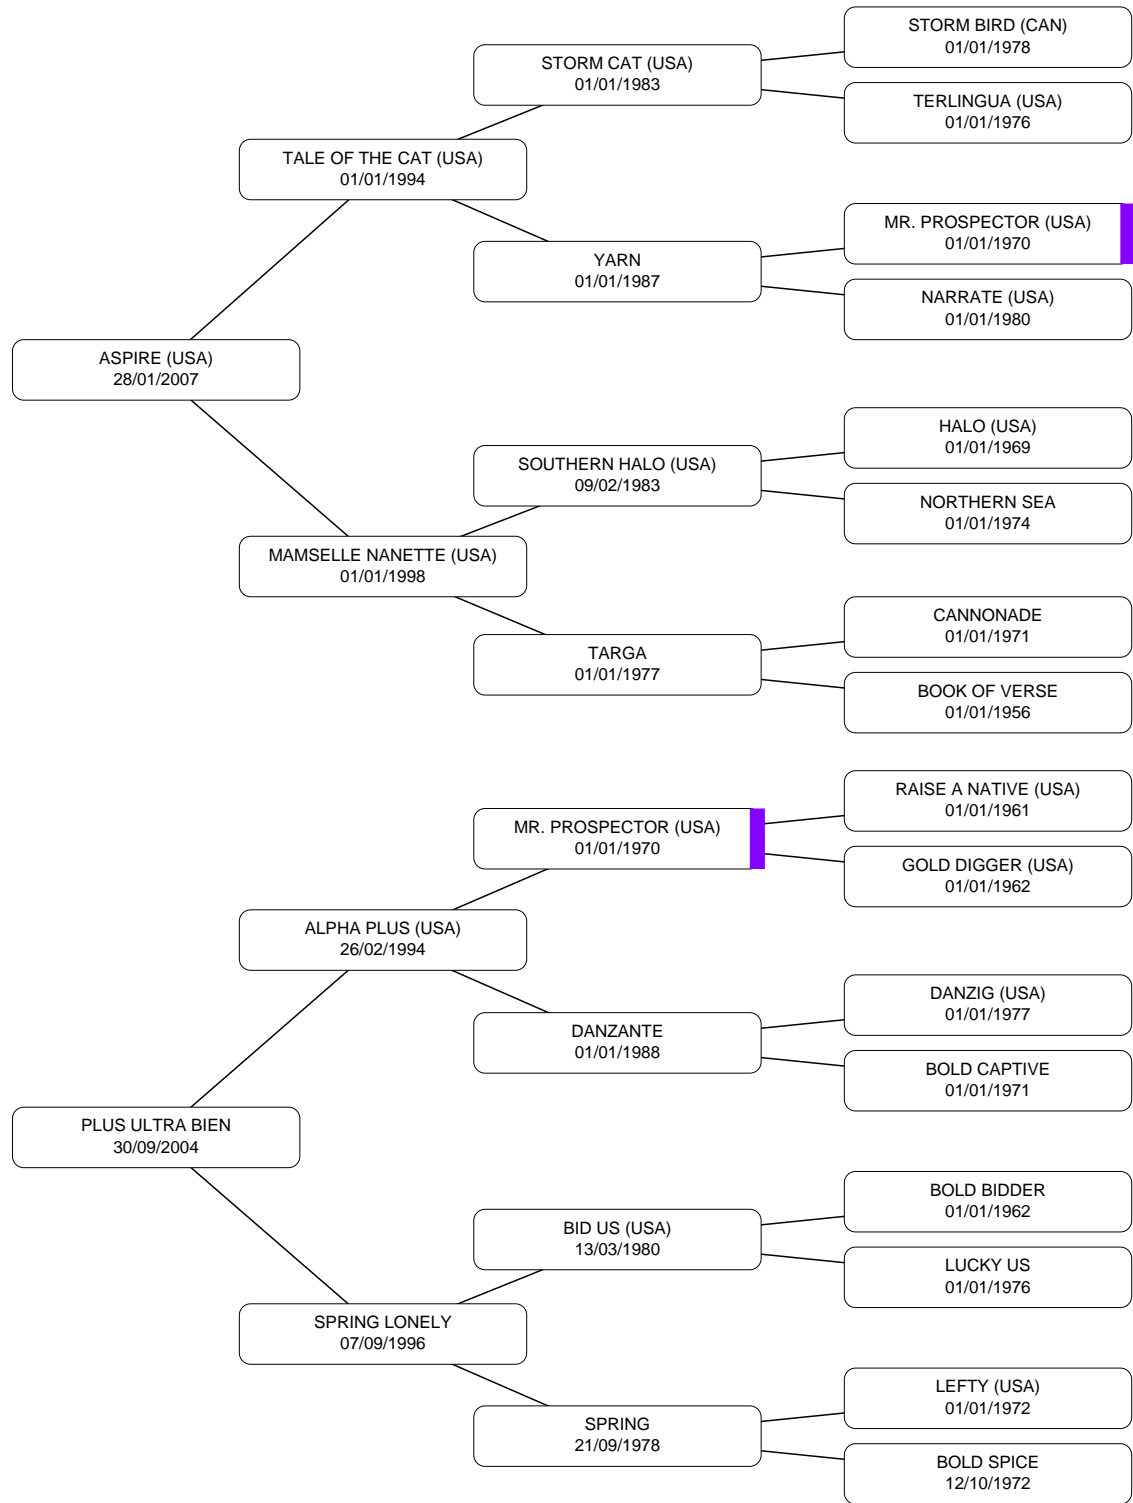 STORM BIRD (CAN)
01/01/1978
STORM CAT (USA)
01/01/1983
TERLINGUA (USA)
01/01/1976
TALE OF THE CAT (USA)
01/01/1994
MR. PROSPECTOR (USA)
01/01/1970
YARN
01/01/1987
NARRATE (USA)
01/01/1980
ASPIRE (USA)
28/01/2007
HALO (USA)
01/01/1969
SOUTHERN HALO (USA)
09/02/1983
NORTHERN SEA
01/01/1974
MAMSELLE NANETTE (USA)
01/01/1998
CANNONADE
01/01/1971
TARGA
01/01/1977
BOOK OF VERSE
01/01/1956
RAISE A NATIVE (USA)
01/01/1961
MR. PROSPECTOR (USA)
01/01/1970
GOLD DIGGER (USA)
01/01/1962
ALPHA PLUS (USA)
26/02/1994
DANZIG (USA)
01/01/1977
DANZANTE
01/01/1988
BOLD CAPTIVE
01/01/1971
PLUS ULTRA BIEN
30/09/2004
BOLD BIDDER
01/01/1962
BID US (USA)
13/03/1980
LUCKY US
01/01/1976
SPRING LONELY
07/09/1996
LEFTY (USA)
01/01/1972
SPRING
21/09/1978
BOLD SPICE
12/10/1972